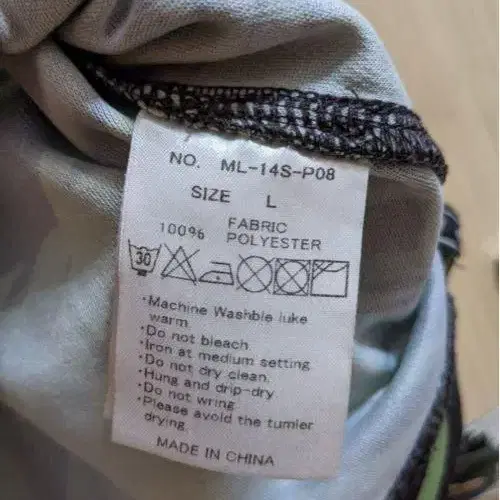 NO. ML-14S-P08
SIZE L
100% FABRIC
POLYESTER
30
・Machine Washble luke
warm
・Do not bleach
・Iron at medium setting
・Do not dry clean.
・Hung and drip-dry
・Do not wring
・Please avoid the tumler
drying.
MADE IN CHINA